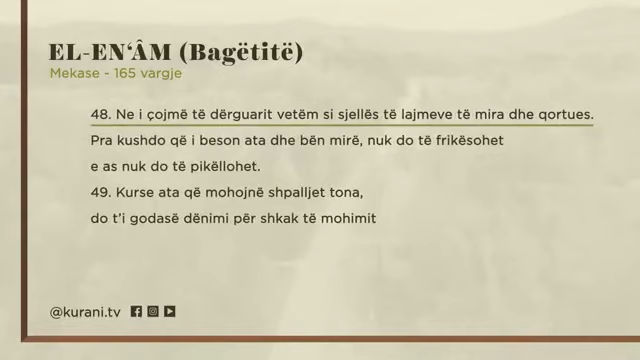 EL-EN‘ÂM (Bagëtitë)
Mekase - 165 vargje
48. Ne i çojmë të dërguarit vetëm si sjellës të lajmeve të mira dhe qortues.
Pra kushdo që i beson ata dhe bën mirë, nuk do të frikësohet
e as nuk do të pikëllohet.
49. Kurse ata që mohojnë shpalljet tona,
do t’i godasë dënimi për shkak të mohimit
@kurani.tv